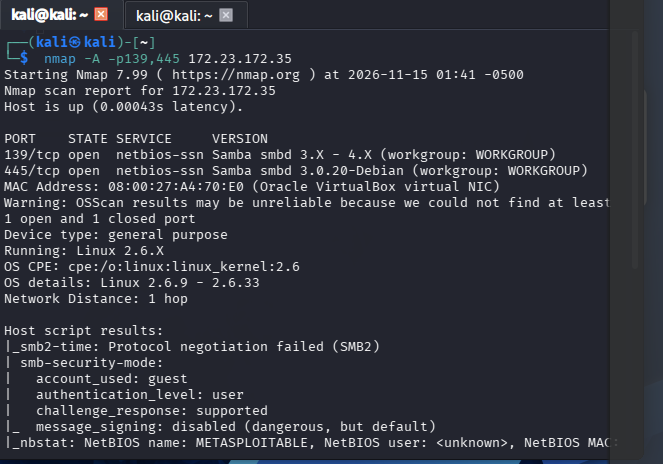 kali@kali: ~
kali@kali: ~
┌──(kali㉿kali)-[~]
└─$ nmap -A -p139,445 172.23.172.35
Starting Nmap 7.99 ( https://nmap.org ) at 2026-11-15 01:41 -0500
Nmap scan report for 172.23.172.35
Host is up (0.00043s latency).

PORT    STATE SERVICE     VERSION
139/tcp open  netbios-ssn Samba smbd 3.X - 4.X (workgroup: WORKGROUP)
445/tcp open  netbios-ssn Samba smbd 3.0.20-Debian (workgroup: WORKGROUP)
MAC Address: 08:00:27:A4:70:E0 (Oracle VirtualBox virtual NIC)
Warning: OSScan results may be unreliable because we could not find at least
1 open and 1 closed port
Device type: general purpose
Running: Linux 2.6.X
OS CPE: cpe:/o:linux:linux_kernel:2.6
OS details: Linux 2.6.9 - 2.6.33
Network Distance: 1 hop

Host script results:
|_smb2-time: Protocol negotiation failed (SMB2)
| smb-security-mode:
|   account_used: guest
|   authentication_level: user
|   challenge_response: supported
|_  message_signing: disabled (dangerous, but default)
|_nbstat: NetBIOS name: METASPLOITABLE, NetBIOS user: <unknown>, NetBIOS MAC: